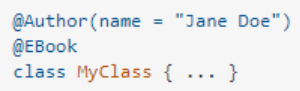 @Author(name = "Jane Doe")
@EBook
class MyClass { ... }